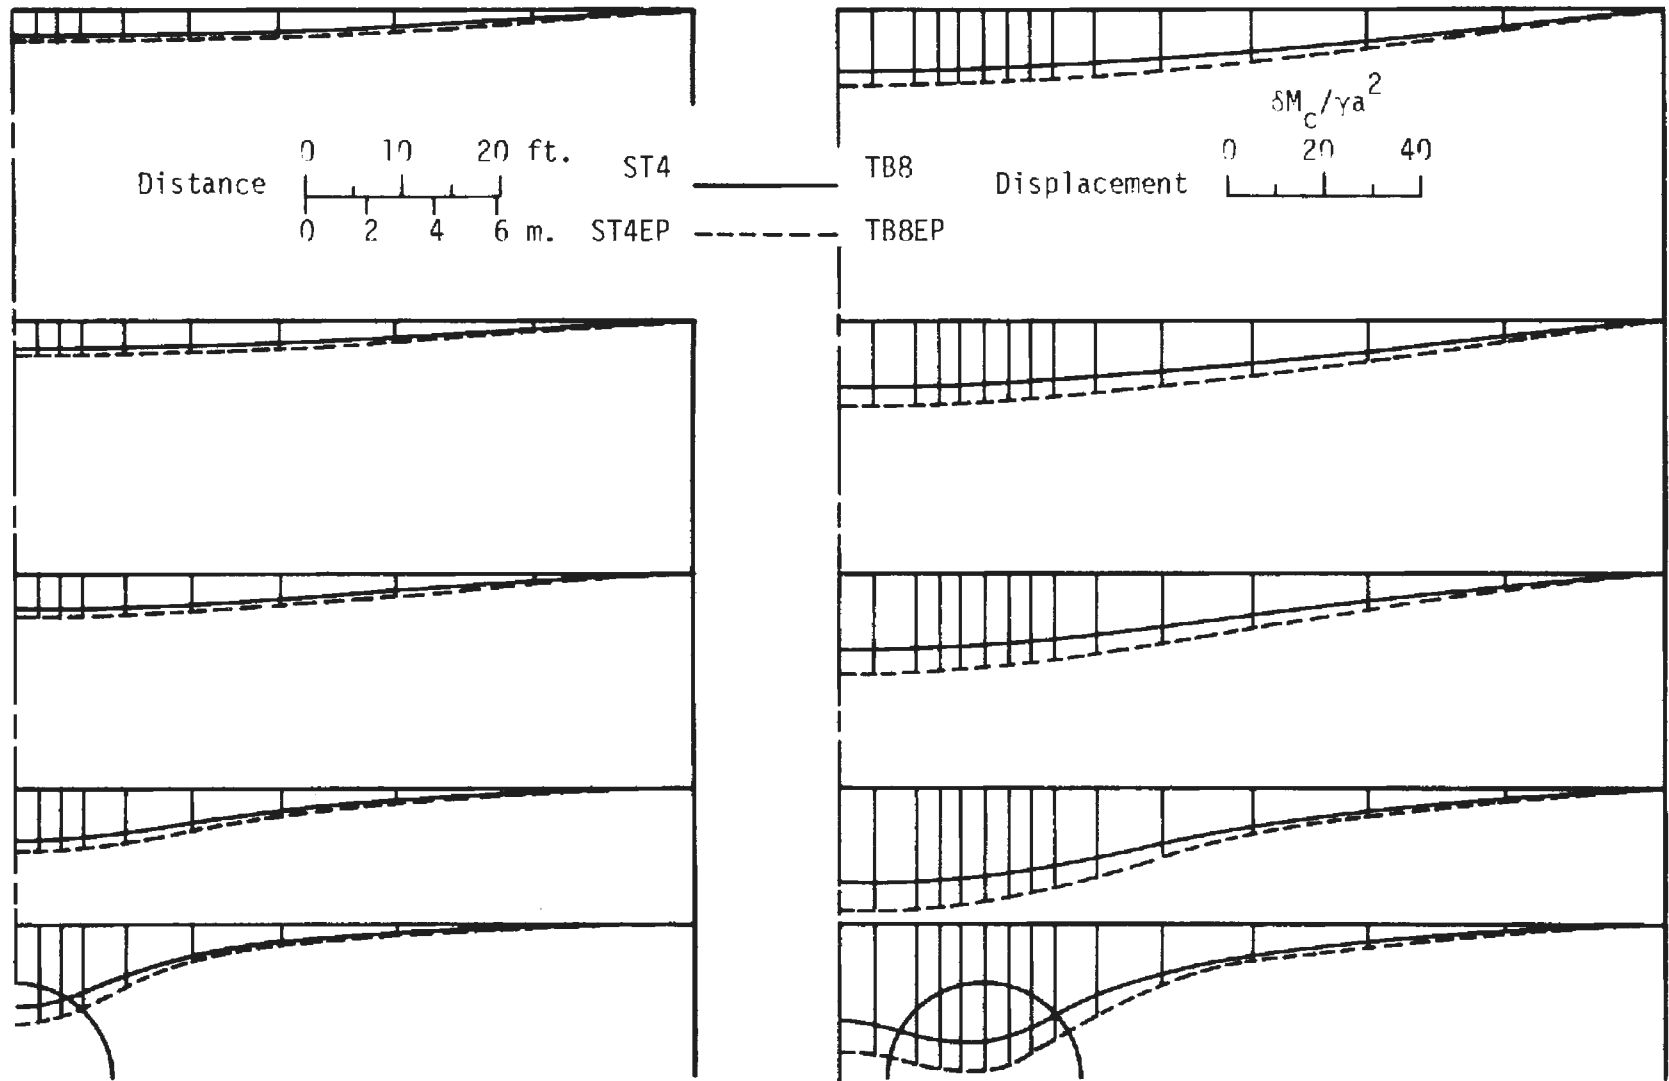 δM_c/γa²
0 10 20 ft.
ST4
TB8
0 20 40
Distance
Displacement
0 2 4 6 m.
ST4EP
TB8EP